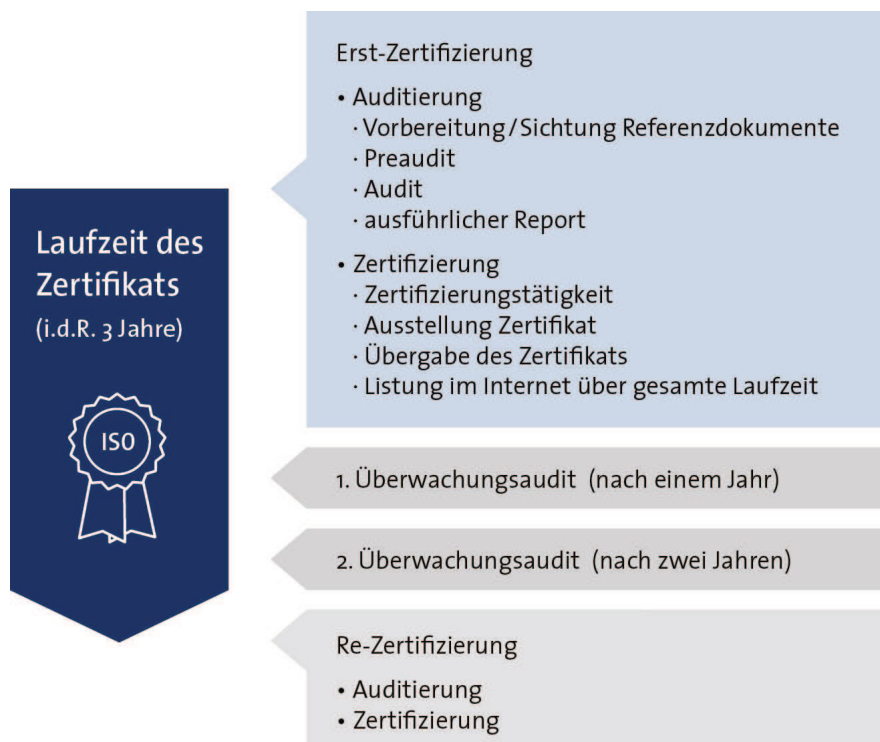 Laufzeit des
Zertifikats
(i.d.R. 3 Jahre)
ISO
Erst-Zertifizierung
• Auditierung
· Vorbereitung/Sichtung Referenzdokumente
· Preaudit
· Audit
· ausführlicher Report
• Zertifizierung
· Zertifizierungstätigkeit
· Ausstellung Zertifikat
· Übergabe des Zertifikats
· Listung im Internet über gesamte Laufzeit
1. Überwachungsaudit (nach einem Jahr)
2. Überwachungsaudit (nach zwei Jahren)
Re-Zertifizierung
• Auditierung
• Zertifizierung